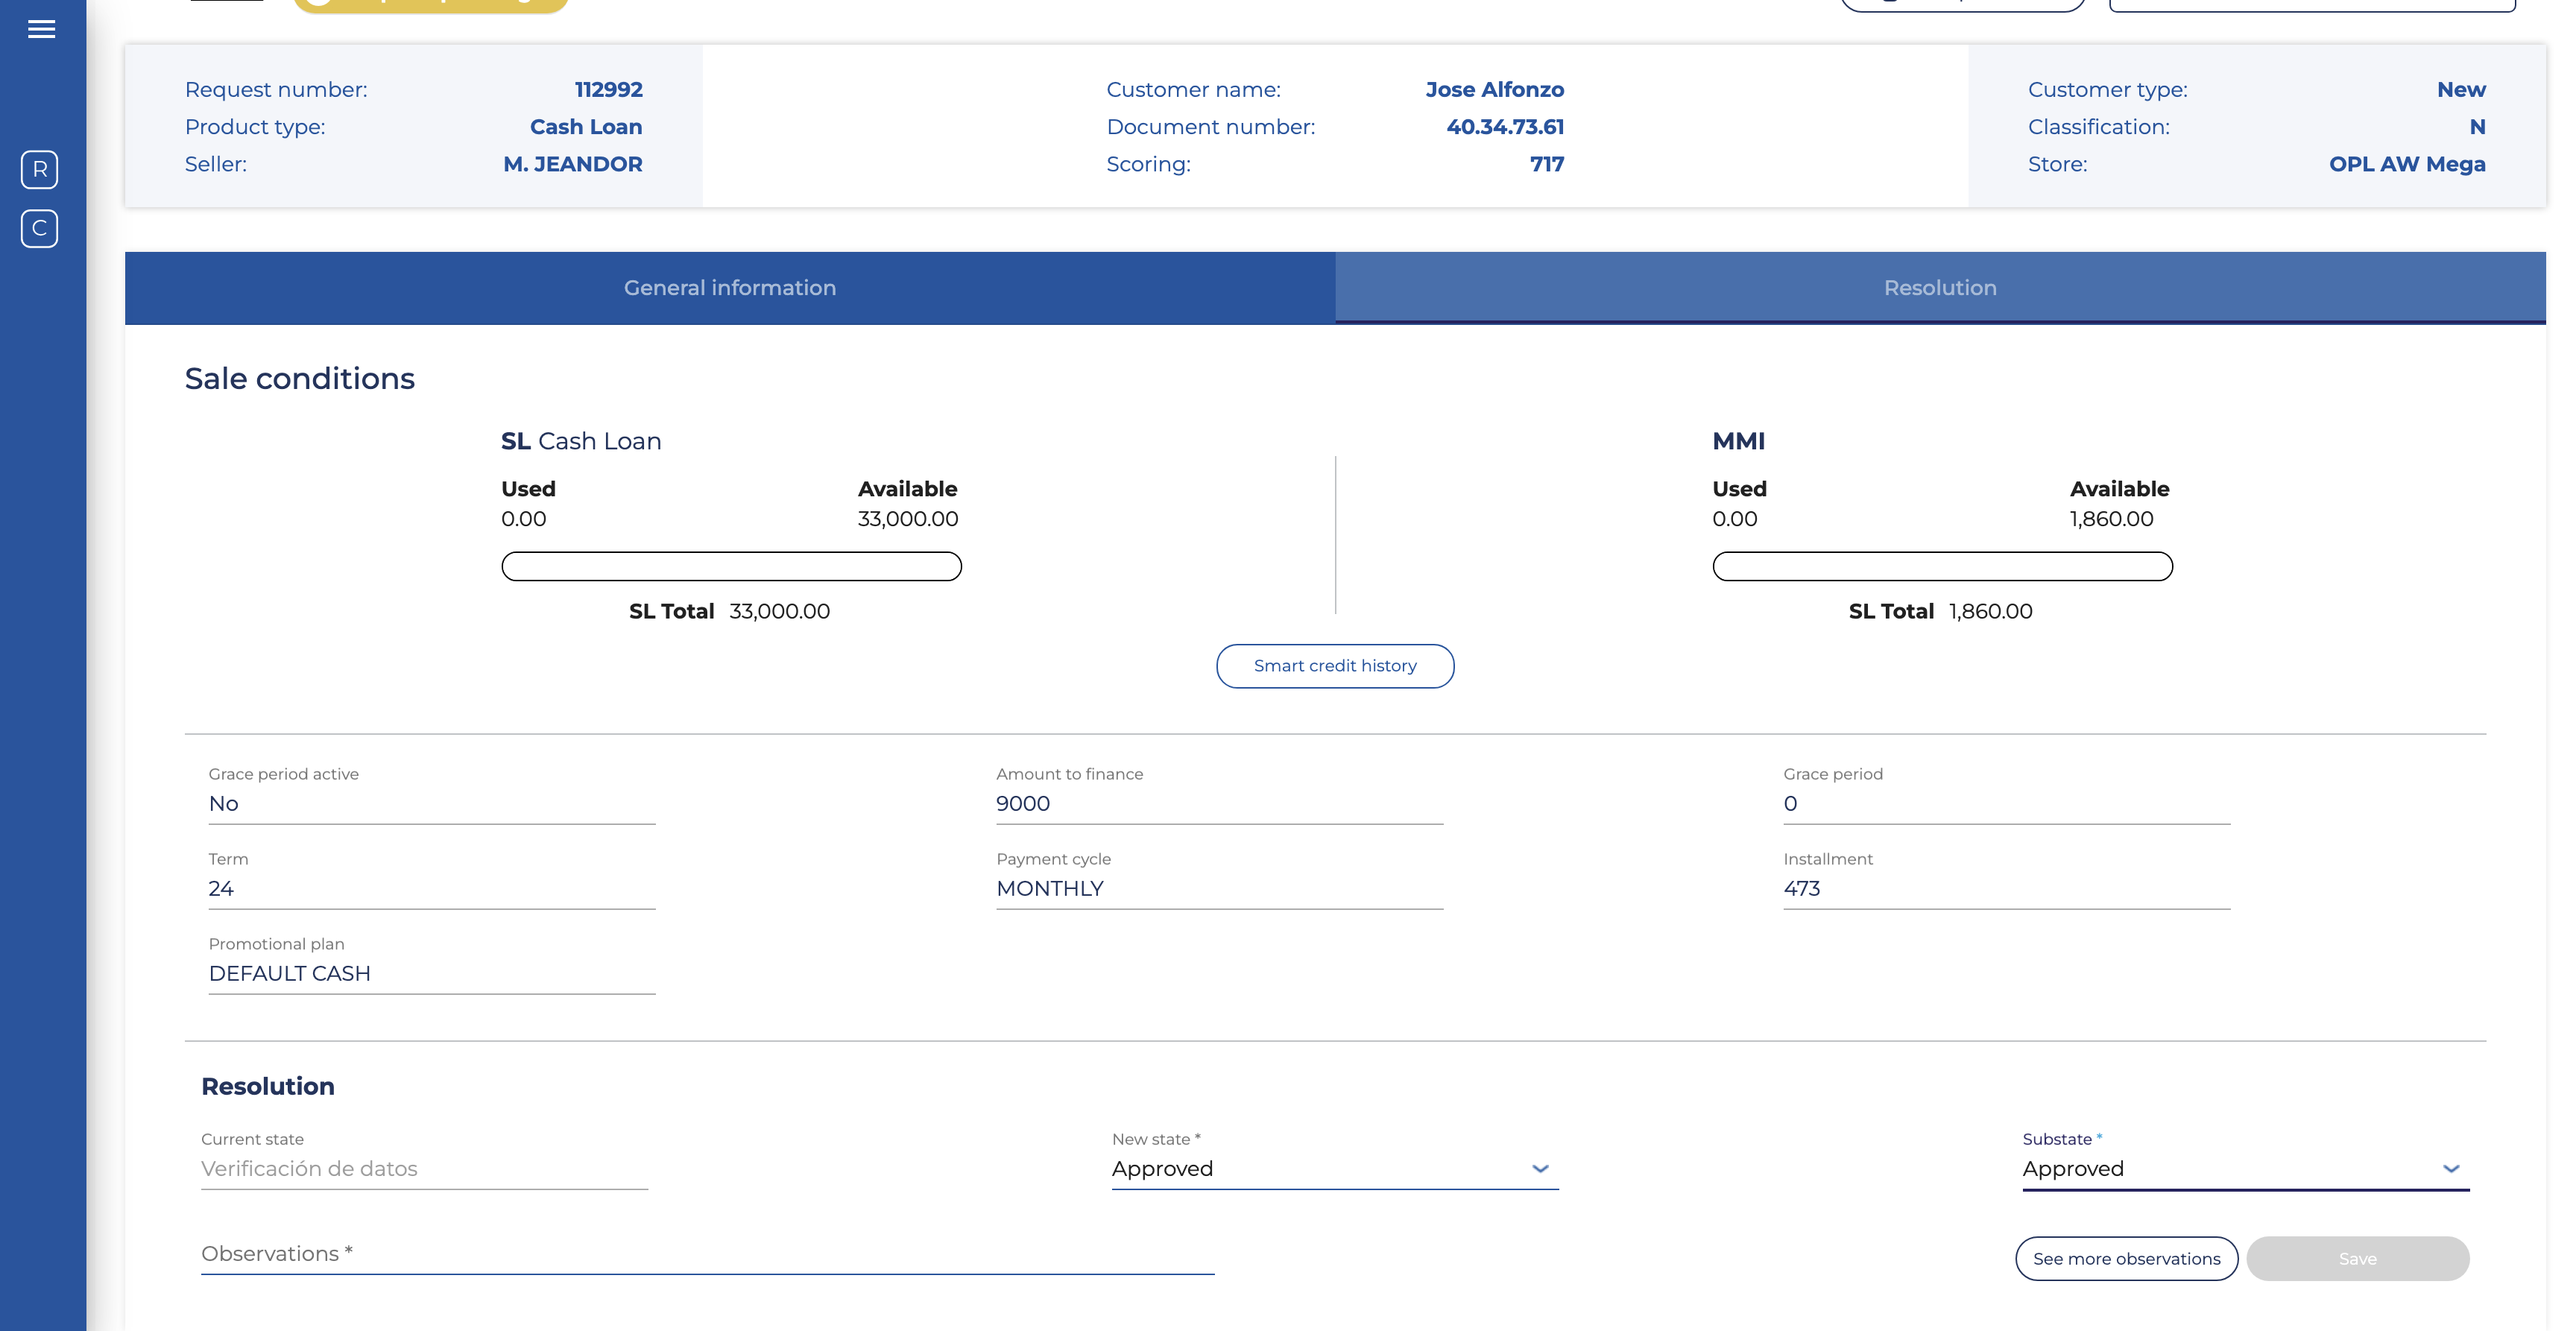 R
C
Request number: 112992
Product type: Cash Loan
Seller: M. JEANDOR
Customer name: Jose Alfonzo
Document number: 40.34.73.61
Scoring: 717
Customer type: New
Classification: N
Store: OPL AW Mega
General information Resolution
Sale conditions
SL Cash Loan
Used Available
0.00 33,000.00
SL Total 33,000.00
MMI
Used Available
0.00 1,860.00
SL Total 1,860.00
Smart credit history
Grace period active
No
Amount to finance
9000
Grace period
0
Term
24
Payment cycle
MONTHLY
Installment
473
Promotional plan
DEFAULT CASH
Resolution
Current state
Verificación de datos
New state *
Approved
Substate *
Approved
Observations *
See more observations
Save